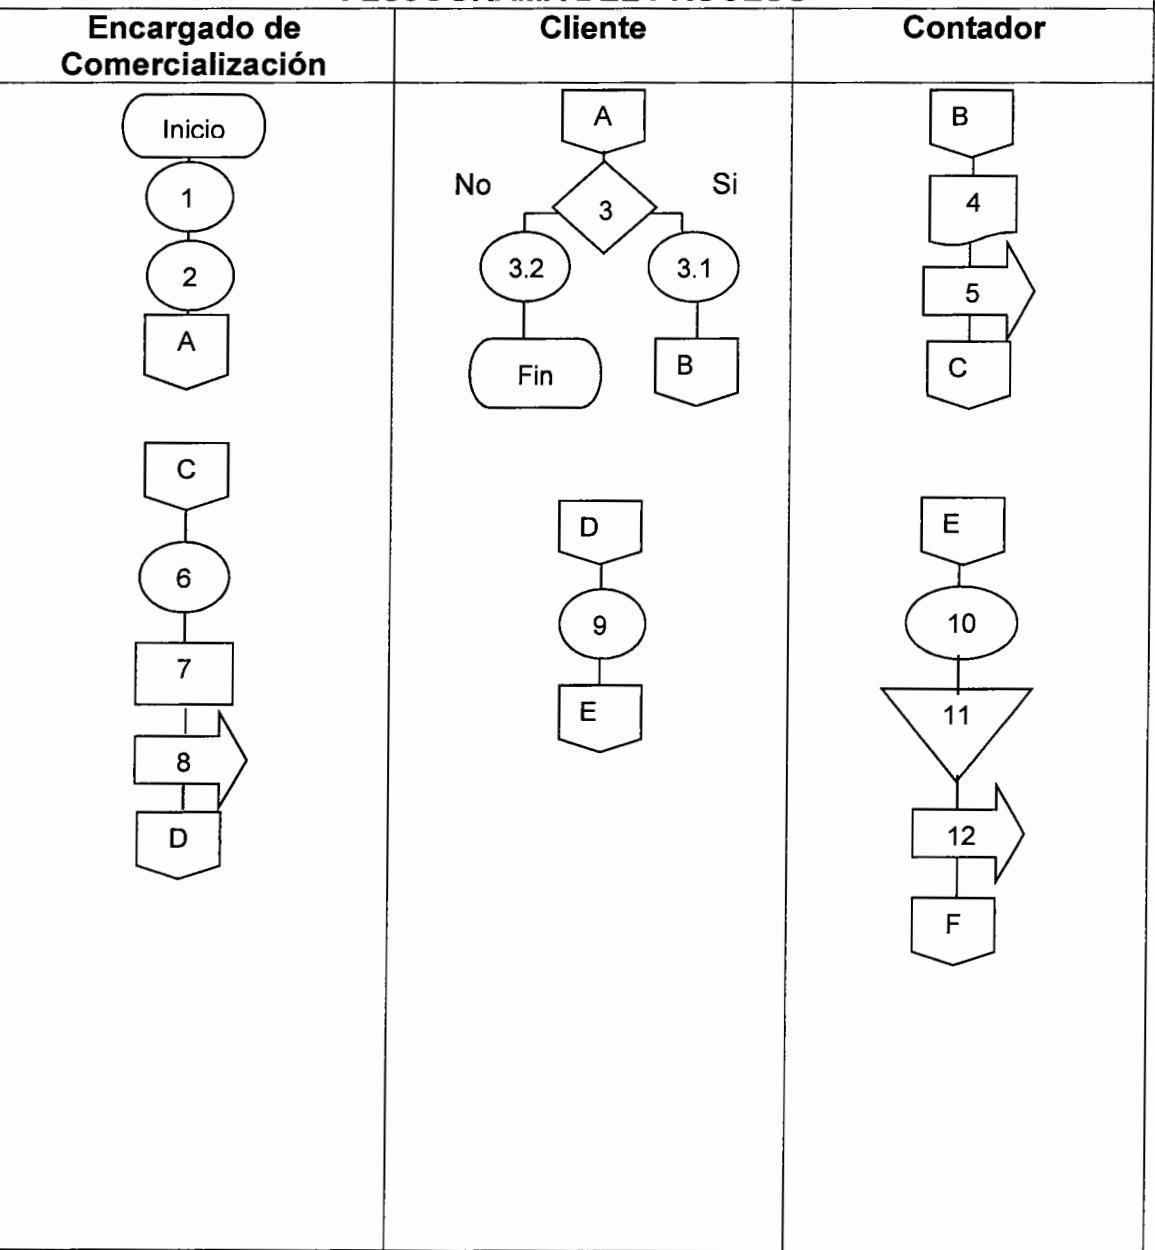 Encargado de
Comercialización
Cliente
Contador
Inicio
1
2
A
C
6
7
8
D
A
No
Si
3
3.2
3.1
Fin
B
D
9
E
B
4
5
C
E
10
11
12
F